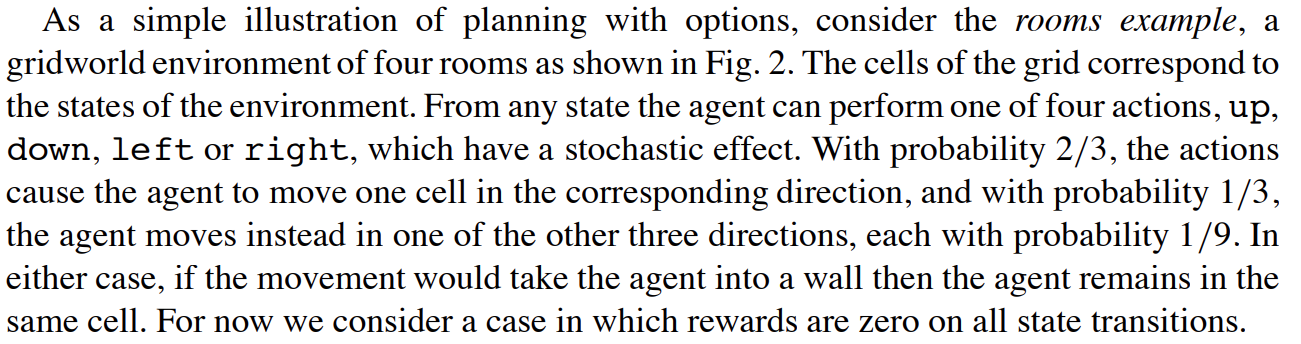 As a simple illustration of planning with options, consider the rooms example, a
gridworld environment of four rooms as shown in Fig. 2. The cells of the grid correspond to
the states of the environment. From any state the agent can perform one of four actions, up,
down, left or right, which have a stochastic effect. With probability 2/3, the actions
cause the agent to move one cell in the corresponding direction, and with probability 1/3,
the agent moves instead in one of the other three directions, each with probability 1/9. In
either case, if the movement would take the agent into a wall then the agent remains in the
same cell. For now we consider a case in which rewards are zero on all state transitions.